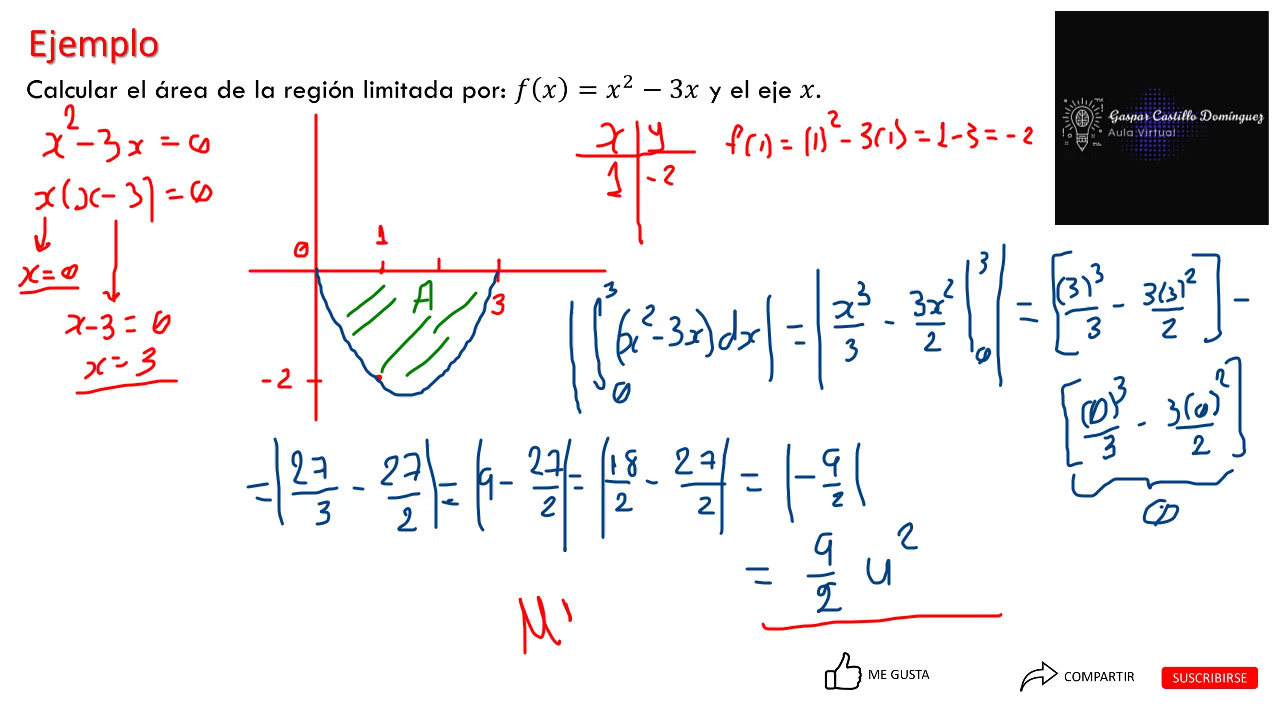 Ejemplo
Calcular el área de la región limitada por: f(x) = x² − 3x y el eje x.
Gaspar Castillo Domínguez
Aula Virtual
x² − 3x = 0
x(x − 3) = 0
x = 0
x − 3 = 0
x = 3
x | y
1 | -2
f(1) = (1)² − 3(1) = 1 − 3 = −2
0 1 3
A
-2
|∫₀³ (x² − 3x) dx| = |x³/3 − 3x²/2 |₀³| = [(3)³/3 − 3(3)²/2] −
[(0)³/3 − 3(0)²/2]
0
= |27/3 − 27/2| = |9 − 27/2| = |18/2 − 27/2| = |−9/2|
= 9/2 u²
ME GUSTA
COMPARTIR
SUSCRIBIRSE